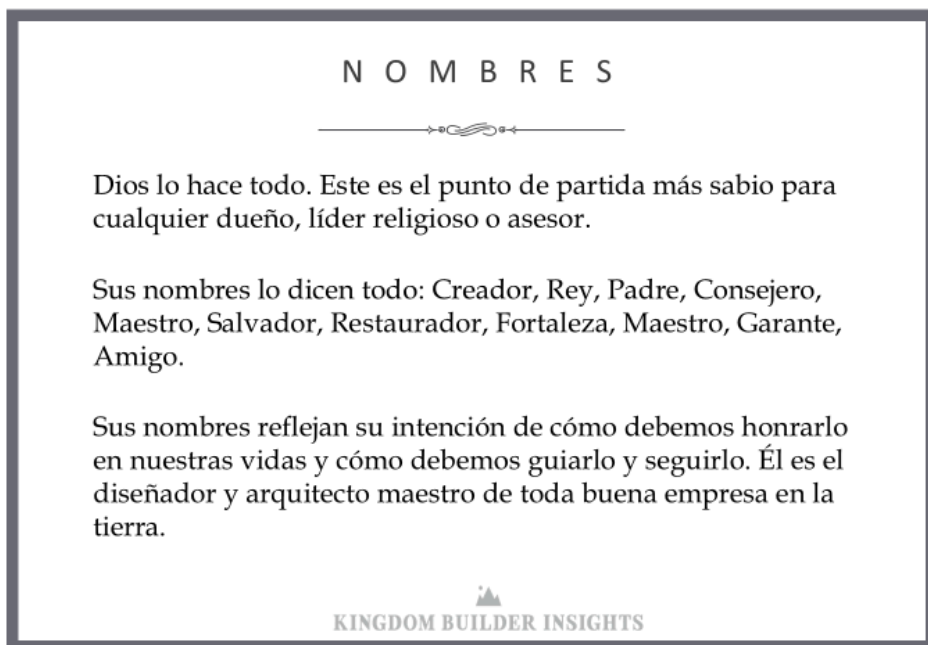 NOMBRES
Dios lo hace todo. Este es el punto de partida más sabio para
cualquier dueño, líder religioso o asesor.
Sus nombres lo dicen todo: Creador, Rey, Padre, Consejero,
Maestro, Salvador, Restaurador, Fortaleza, Maestro, Garante,
Amigo.
Sus nombres reflejan su intención de cómo debemos honrarlo
en nuestras vidas y cómo debemos guiarlo y seguirlo. Él es el
diseñador y arquitecto maestro de toda buena empresa en la
tierra.
KINGDOM BUILDER INSIGHTS